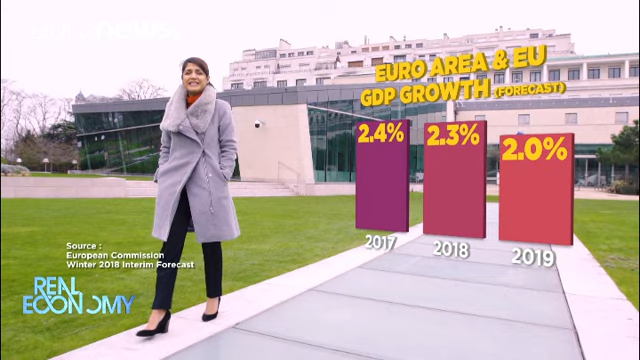 euronews.
EURO AREA & EU
GDP GROWTH (FORECAST)
2.4% 2.3% 2.0%
2017 2018 2019
Source :
European Commission
Winter 2018 Interim Forecast
REAL
ECONOMY